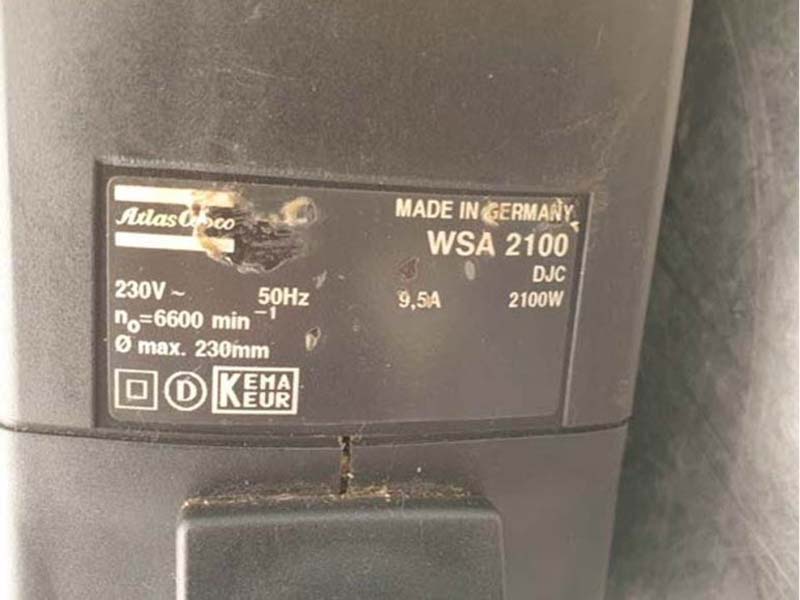 Atlas Copco
MADE IN GERMANY
WSA 2100
DJC
230V ~ 50Hz 9,5A 2100W
n₀=6600 min⁻¹
Ø max. 230mm
D KEMA
KEUR